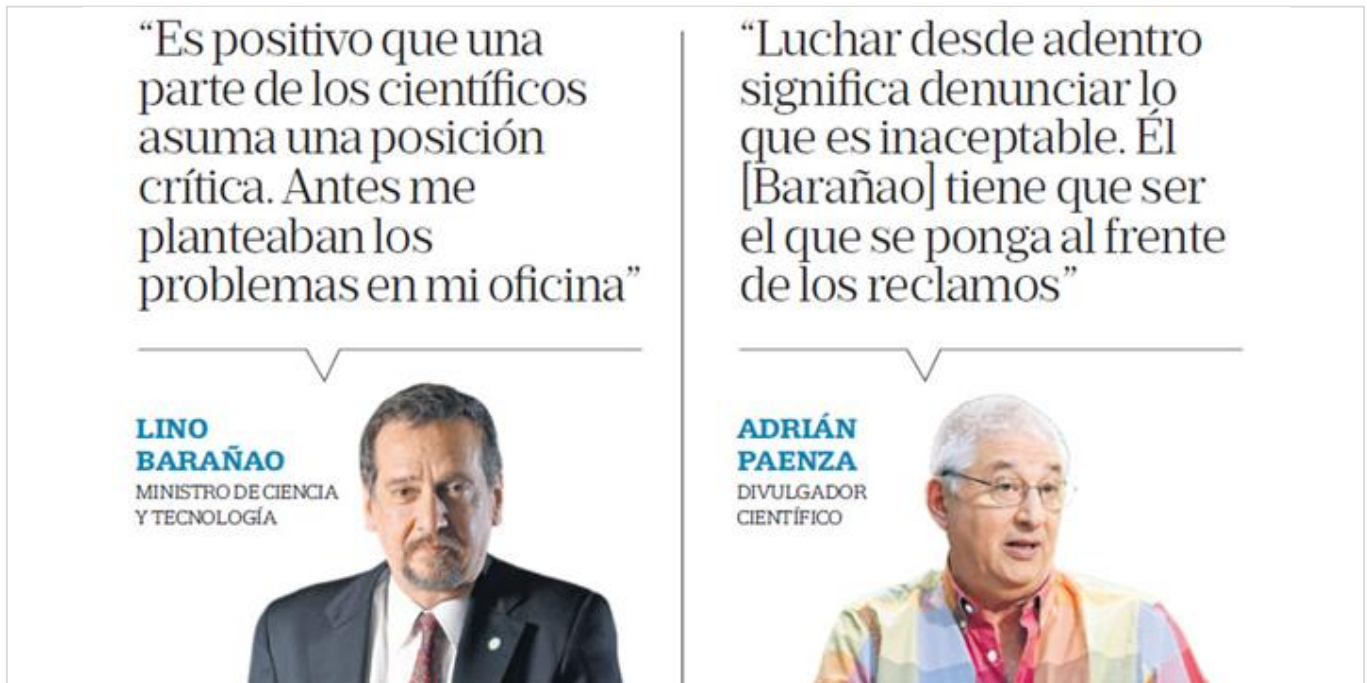 “Es positivo que una
parte de los científicos
asuma una posición
crítica. Antes me
planteaban los
problemas en mi oficina”
LINO
BARAÑAO
MINISTRO DE CIENCIA
Y TECNOLOGÍA
“Luchar desde adentro
significa denunciar lo
que es inaceptable. Él
[Barañao] tiene que ser
el que se ponga al frente
de los reclamos”
ADRIÁN
PAENZA
DIVULGADOR
CIENTÍFICO